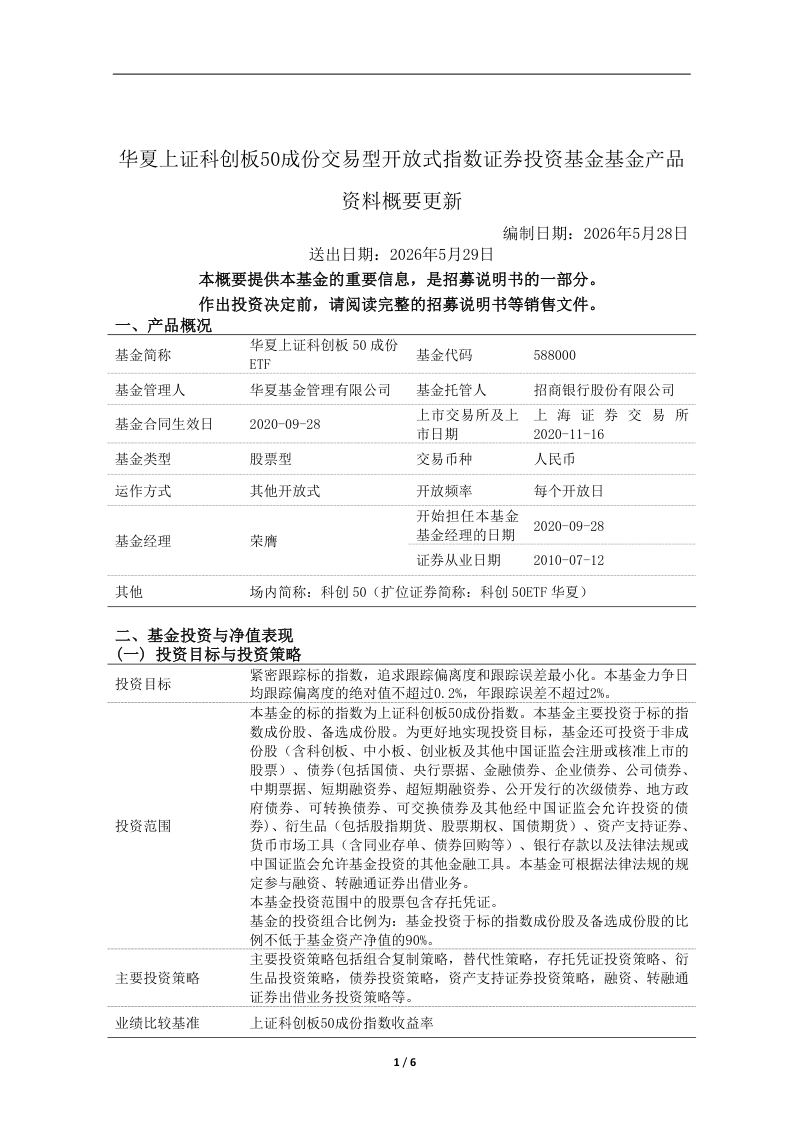 华夏上证科创板50成份交易型开放式指数证券投资基金基金产品
资料概要更新
编制日期：2026年5月28日
送出日期：2026年5月29日
本概要提供本基金的重要信息，是招募说明书的一部分。
作出投资决定前，请阅读完整的招募说明书等销售文件。
一、产品概况
基金简称 华夏上证科创板 50 成份 ETF 基金代码 588000
基金管理人 华夏基金管理有限公司 基金托管人 招商银行股份有限公司
基金合同生效日 2020-09-28 上市交易所及上市日期 上海证券交易所 2020-11-16
基金类型 股票型 交易币种 人民币
运作方式 其他开放式 开放频率 每个开放日
基金经理 荣膺 开始担任本基金基金经理的日期 2020-09-28
证券从业日期 2010-07-12
其他 场内简称：科创 50（扩位证券简称：科创 50ETF 华夏）
二、基金投资与净值表现
(一) 投资目标与投资策略
投资目标
紧密跟踪标的指数，追求跟踪偏离度和跟踪误差最小化。本基金力争日
均跟踪偏离度的绝对值不超过0.2%，年跟踪误差不超过2%。
投资范围
本基金的标的指数为上证科创板50成份指数。本基金主要投资于标的指
数成份股、备选成份股。为更好地实现投资目标，基金还可投资于非成
份股（含科创板、中小板、创业板及其他中国证监会注册或核准上市的
股票）、债券(包括国债、央行票据、金融债券、企业债券、公司债券、
中期票据、短期融资券、超短期融资券、公开发行的次级债券、地方政
府债券、可转换债券、可交换债券及其他经中国证监会允许投资的债
券)、衍生品（包括股指期货、股票期权、国债期货）、资产支持证券、
货币市场工具（含同业存单、债券回购等）、银行存款以及法律法规或
中国证监会允许基金投资的其他金融工具。本基金可根据法律法规的规
定参与融资、转融通证券出借业务。
本基金投资范围中的股票包含存托凭证。
基金的投资组合比例为：基金投资于标的指数成份股及备选成份股的比
例不低于基金资产净值的90%。
主要投资策略
主要投资策略包括组合复制策略，替代性策略，存托凭证投资策略、衍
生品投资策略，债券投资策略，资产支持证券投资策略，融资、转融通
证券出借业务投资策略等。
业绩比较基准 上证科创板50成份指数收益率
1 / 6